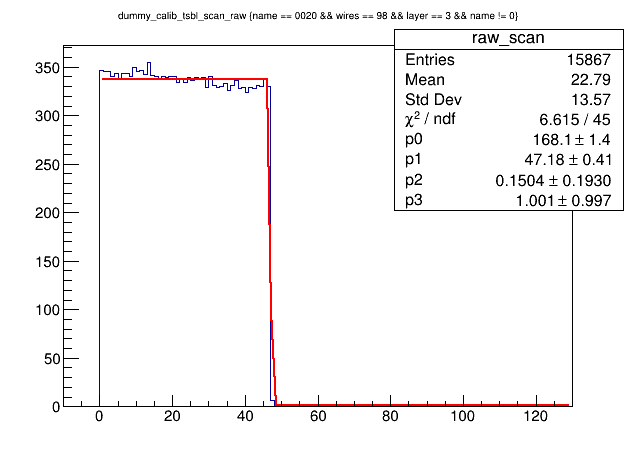 dummy_calib_tsbl_scan_raw {name == 0020 && wires == 98 && layer == 3 && name != 0}
raw_scan
Entries 15867
Mean 22.79
Std Dev 13.57
χ² / ndf 6.615 / 45
p0 168.1 ± 1.4
p1 47.18 ± 0.41
p2 0.1504 ± 0.1930
p3 1.001 ± 0.997
350
300
250
200
150
100
50
0
0 20 40 60 80 100 120